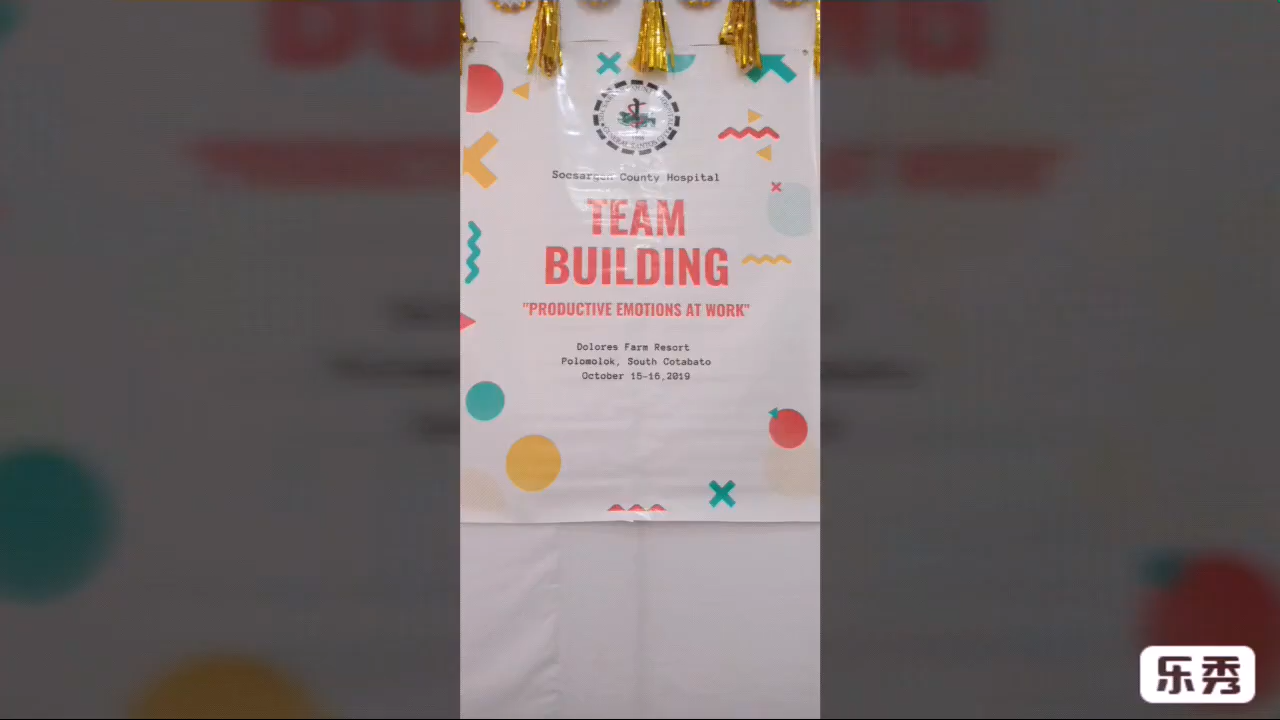 Socsargen County Hospital
TEAM
BUILDING
"PRODUCTIVE EMOTIONS AT WORK"
Dolores Farm Resort
Polomolok, South Cotabato
October 15-16,2019
乐秀